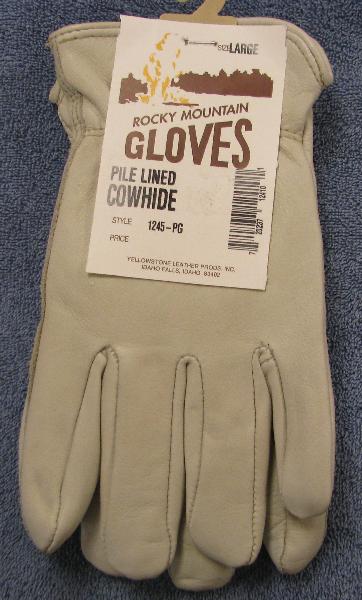 SIZE LARGE
ROCKY MOUNTAIN
GLOVES
PILE LINED
COWHIDE
STYLE 1245-PG
PRICE
YELLOWSTONE LEATHER PRODS. INC.
IDAHO FALLS, IDAHO 83402